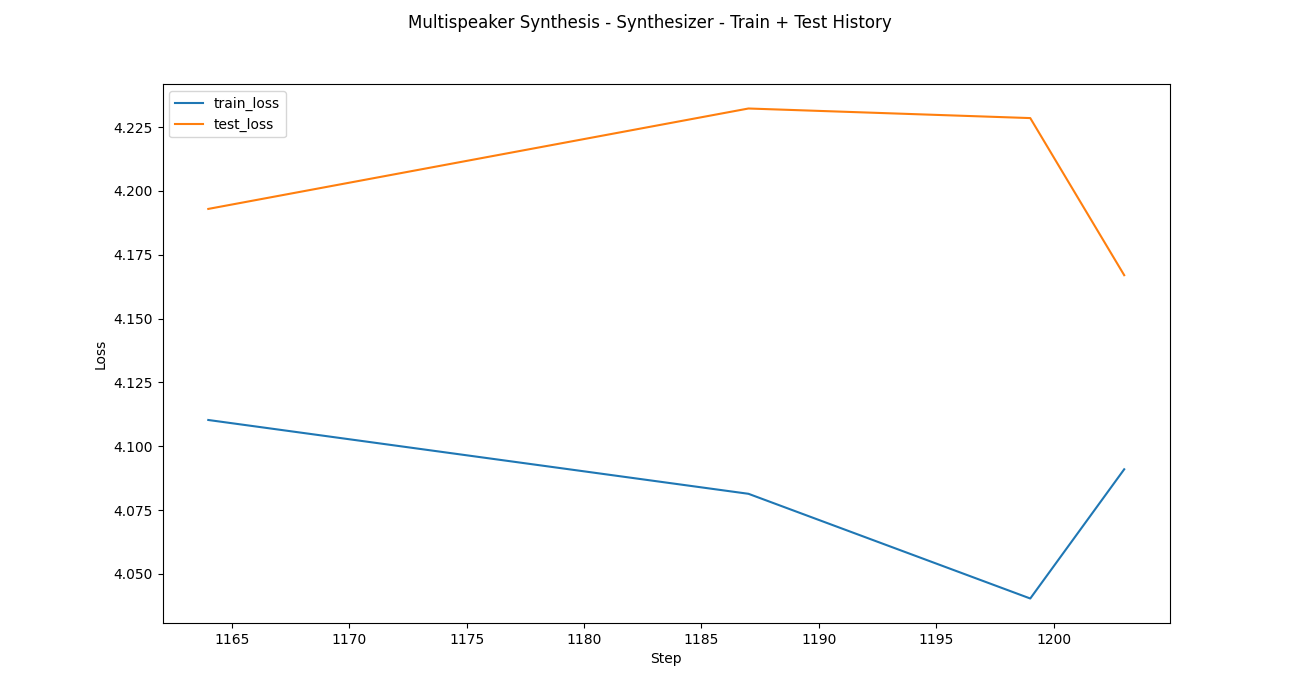 Multispeaker Synthesis - Synthesizer - Train + Test History
train_loss
test_loss
4.225
4.200
4.175
4.150
4.125
4.100
4.075
4.050
Loss
1165 1170 1175 1180 1185 1190 1195 1200
Step